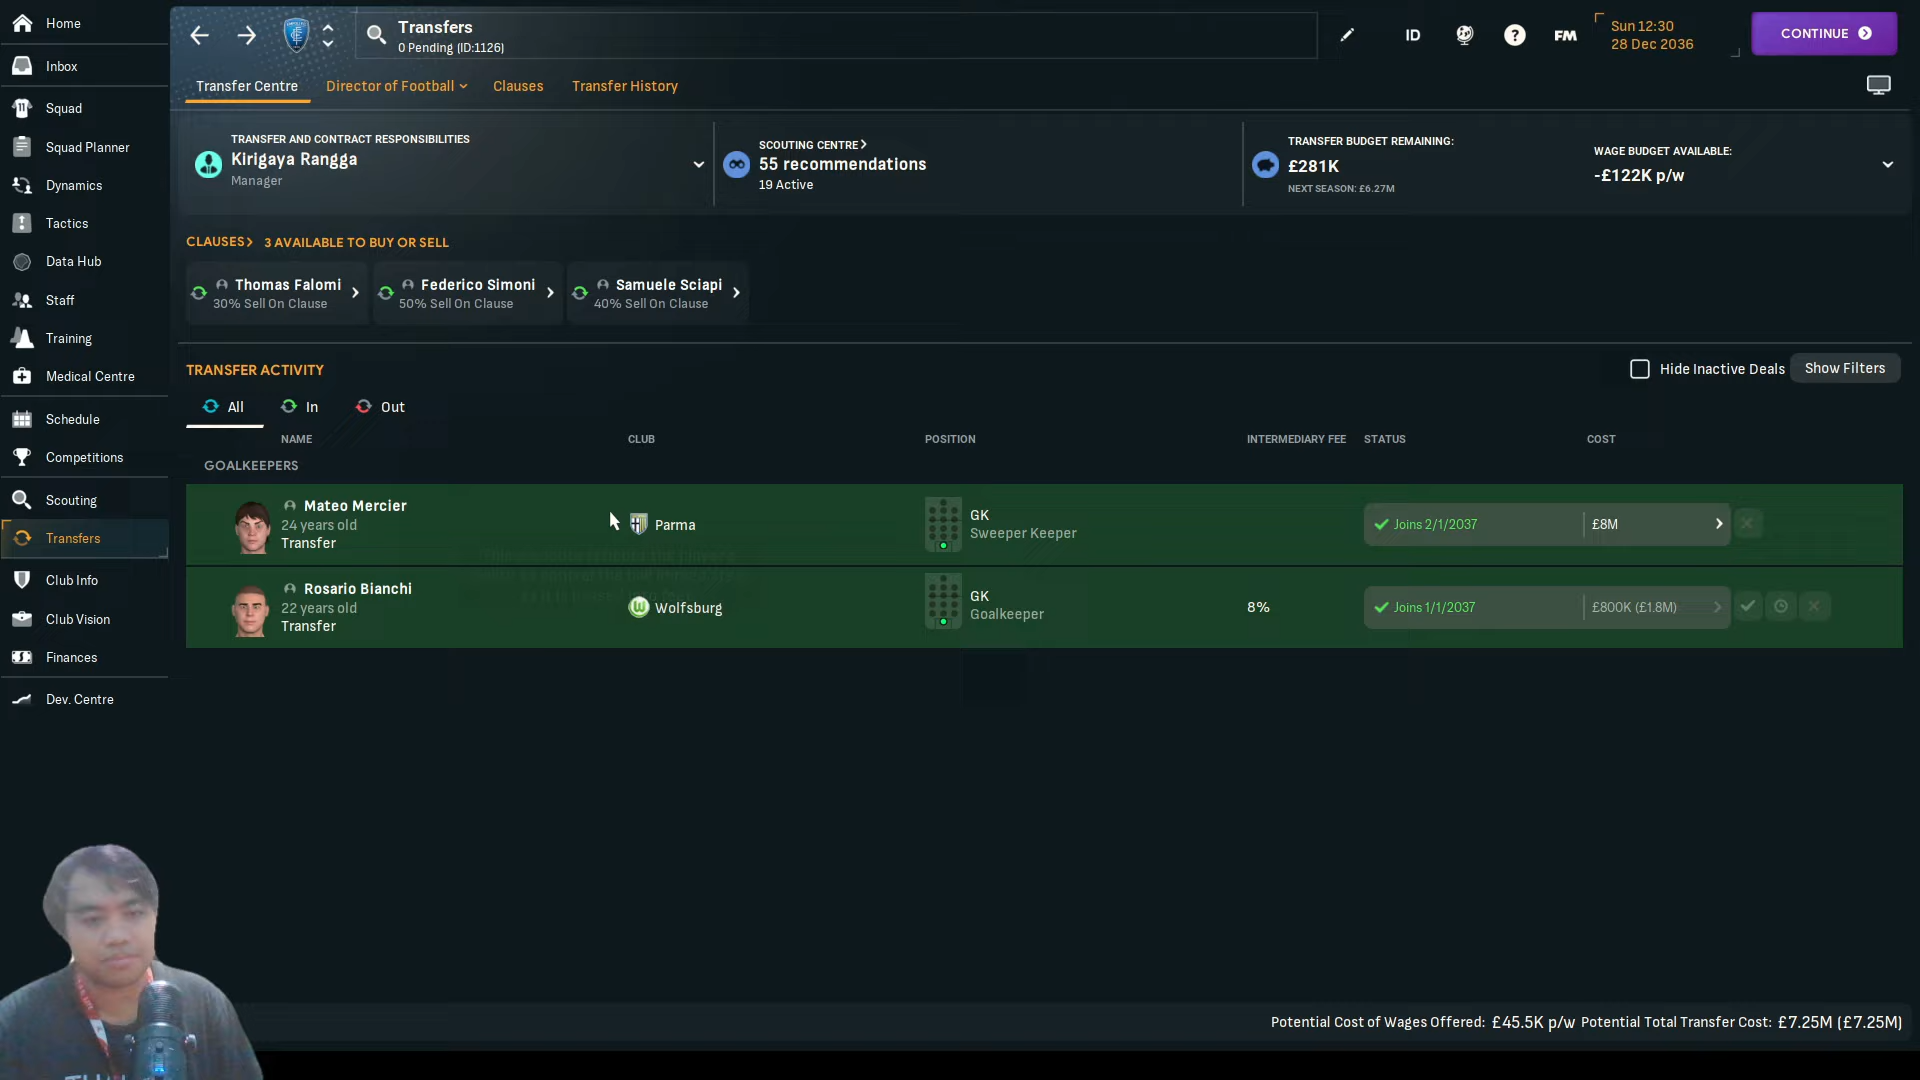 Home
Inbox
Squad
Squad Planner
Dynamics
Tactics
Data Hub
Staff
Training
Medical Centre
Schedule
Competitions
Scouting
Transfers
Club Info
Club Vision
Finances
Dev. Centre
Transfers
0 Pending (ID:1126)
ID
?
FM
Sun 12:30
28 Dec 2036
CONTINUE
Transfer Centre
Director of Football
Clauses
Transfer History
TRANSFER AND CONTRACT RESPONSIBILITIES
Kirigaya Rangga
Manager
SCOUTING CENTRE
55 recommendations
19 Active
TRANSFER BUDGET REMAINING:
£281K
NEXT SEASON: £6.27M
WAGE BUDGET AVAILABLE:
-£122K p/w
CLAUSES 3 AVAILABLE TO BUY OR SELL
Thomas Falomi
30% Sell On Clause
Federico Simoni
50% Sell On Clause
Samuele Sciapi
40% Sell On Clause
TRANSFER ACTIVITY
Hide Inactive Deals
Show Filters
All In Out
NAME CLUB POSITION INTERMEDIARY FEE STATUS COST
GOALKEEPERS
Mateo Mercier
24 years old
Transfer
Parma
GK
Sweeper Keeper
Joins 2/1/2037
£8M
Rosario Bianchi
22 years old
Transfer
Wolfsburg
GK
Goalkeeper
8%
Joins 1/1/2037
£800K (£1.8M)
Potential Cost of Wages Offered: £45.5K p/w Potential Total Transfer Cost: £7.25M (£7.25M)